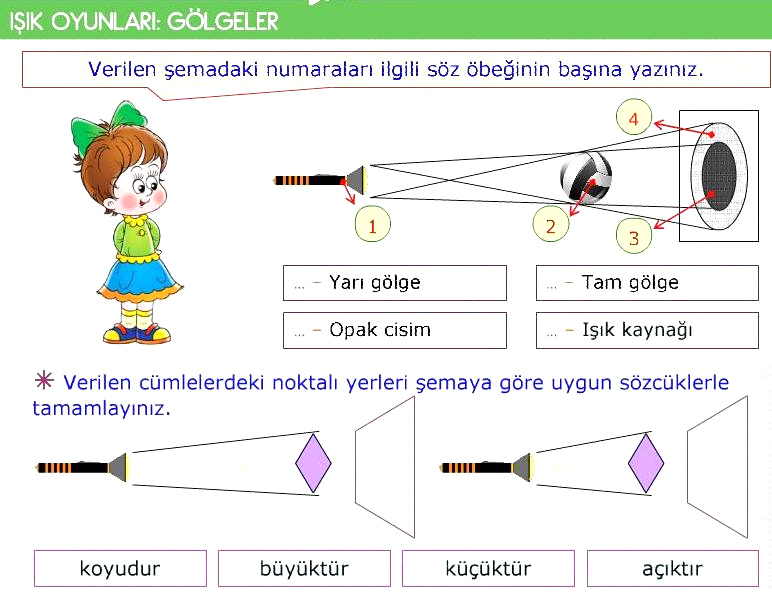 IŞIK OYUNLARI: GÖLGELER
Verilen şemadaki numaraları ilgili söz öbeğinin başına yazınız.
4
1
2
3
... – Yarı gölge
... – Tam gölge
... – Opak cisim
... – Işık kaynağı
Verilen cümlelerdeki noktalı yerleri şemaya göre uygun sözcüklerle
tamamlayınız.
koyudur
büyüktür
küçüktür
açıktır